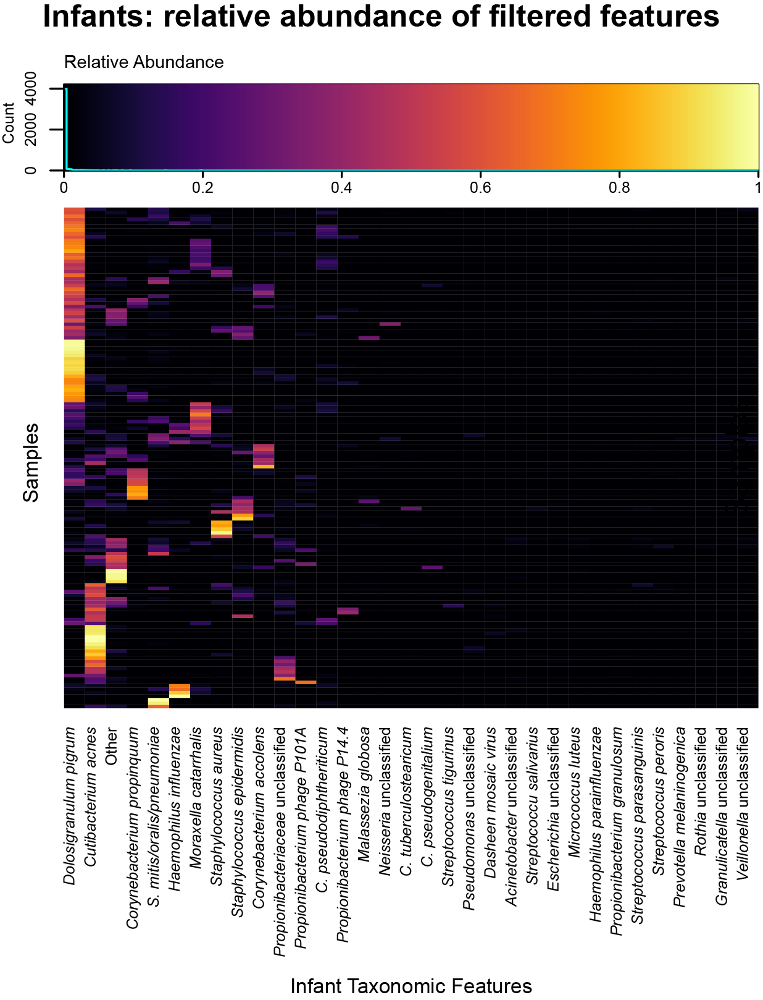 Infants: relative abundance of filtered features
Relative Abundance
Count
0 2000 4000
0 0.2 0.4 0.6 0.8 1
Samples
Dolosigranulum pigrum
Cutibacterium acnes
Other
Corynebacterium propinquum
S. mitis/oralis/pneumoniae
Haemophilus influenzae
Moraxella catarrhalis
Staphylococcus aureus
Staphylococcus epidermidis
Corynebacterium accolens
Propionibacteriaceae unclassified
Propionibacterium phage P101A
C. pseudodiphtheriticum
Propionibacterium phage P14.4
Malassezia globosa
Neisseria unclassified
C. tuberculostearicum
C. pseudogenitalium
Streptococcus tigurinus
Pseudomonas unclassified
Dasheen mosaic virus
Acinetobacter unclassified
Streptococcu salivarius
Escherichia unclassified
Micrococcus luteus
Haemophilus parainfluenzae
Propionibacterium granulosum
Streptococcus parasanguinis
Streptococcus peroris
Prevotella melaninogenica
Rothia unclassified
Granulicatella unclassified
Veillonella unclassified
Infant Taxonomic Features